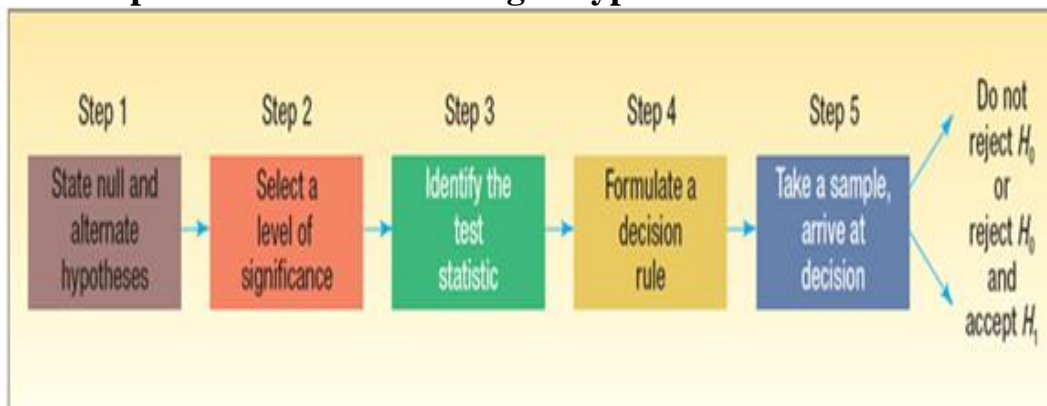 Step 1
State null and
alternate
hypotheses
Step 2
Select a
level of
significance
Step 3
Identify the
test
statistic
Step 4
Formulate a
decision
rule
Step 5
Take a sample,
arrive at
decision
Do not
reject H₀
or
reject H₀
and
accept H₁